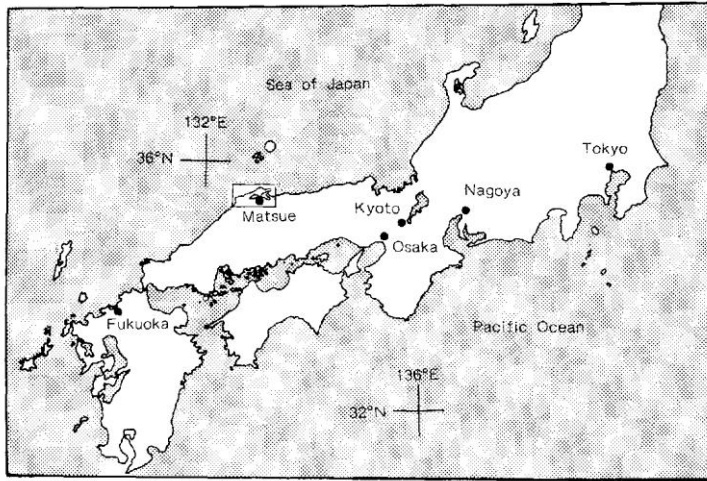 Sea of Japan
132°E
36°N
Tokyo
Matsue
Kyoto
Nagoya
Osaka
Fukuoka
Pacific Ocean
136°E
32°N